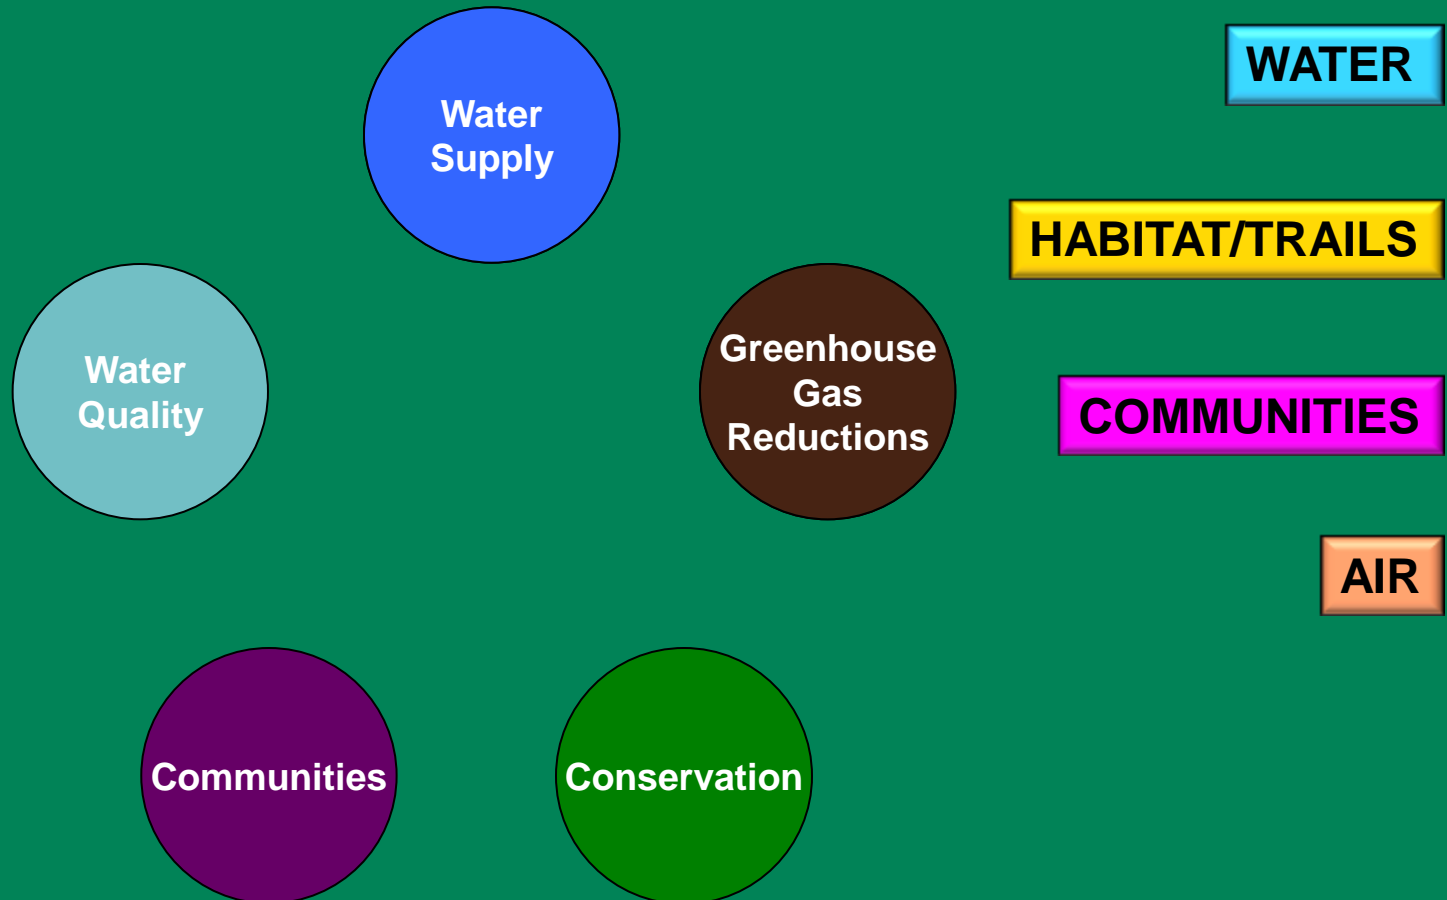 Water
Supply
Water
Quality
Greenhouse
Gas
Reductions
Communities
Conservation
WATER
HABITAT/TRAILS
COMMUNITIES
AIR